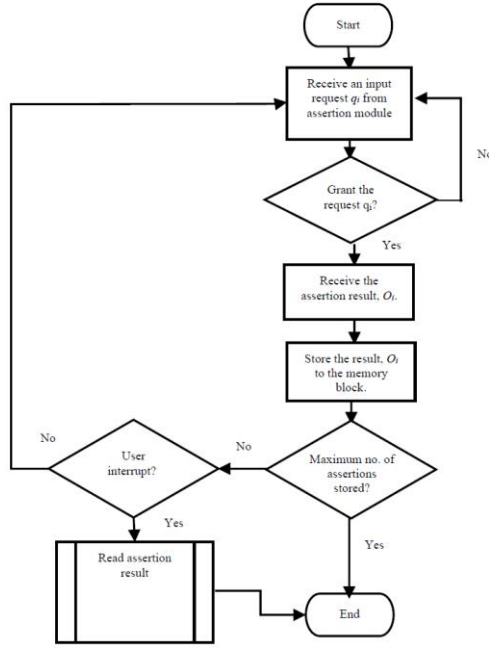 Start
Receive an input
request qi from
assertion module
No
Grant the
request qi?
Yes
Receive the
assertion result, Oi.
Store the result, Oi
to the memory
block.
No
User
interrupt?
No
Maximum no. of
assertions
stored?
Yes
Yes
Read assertion
result
End